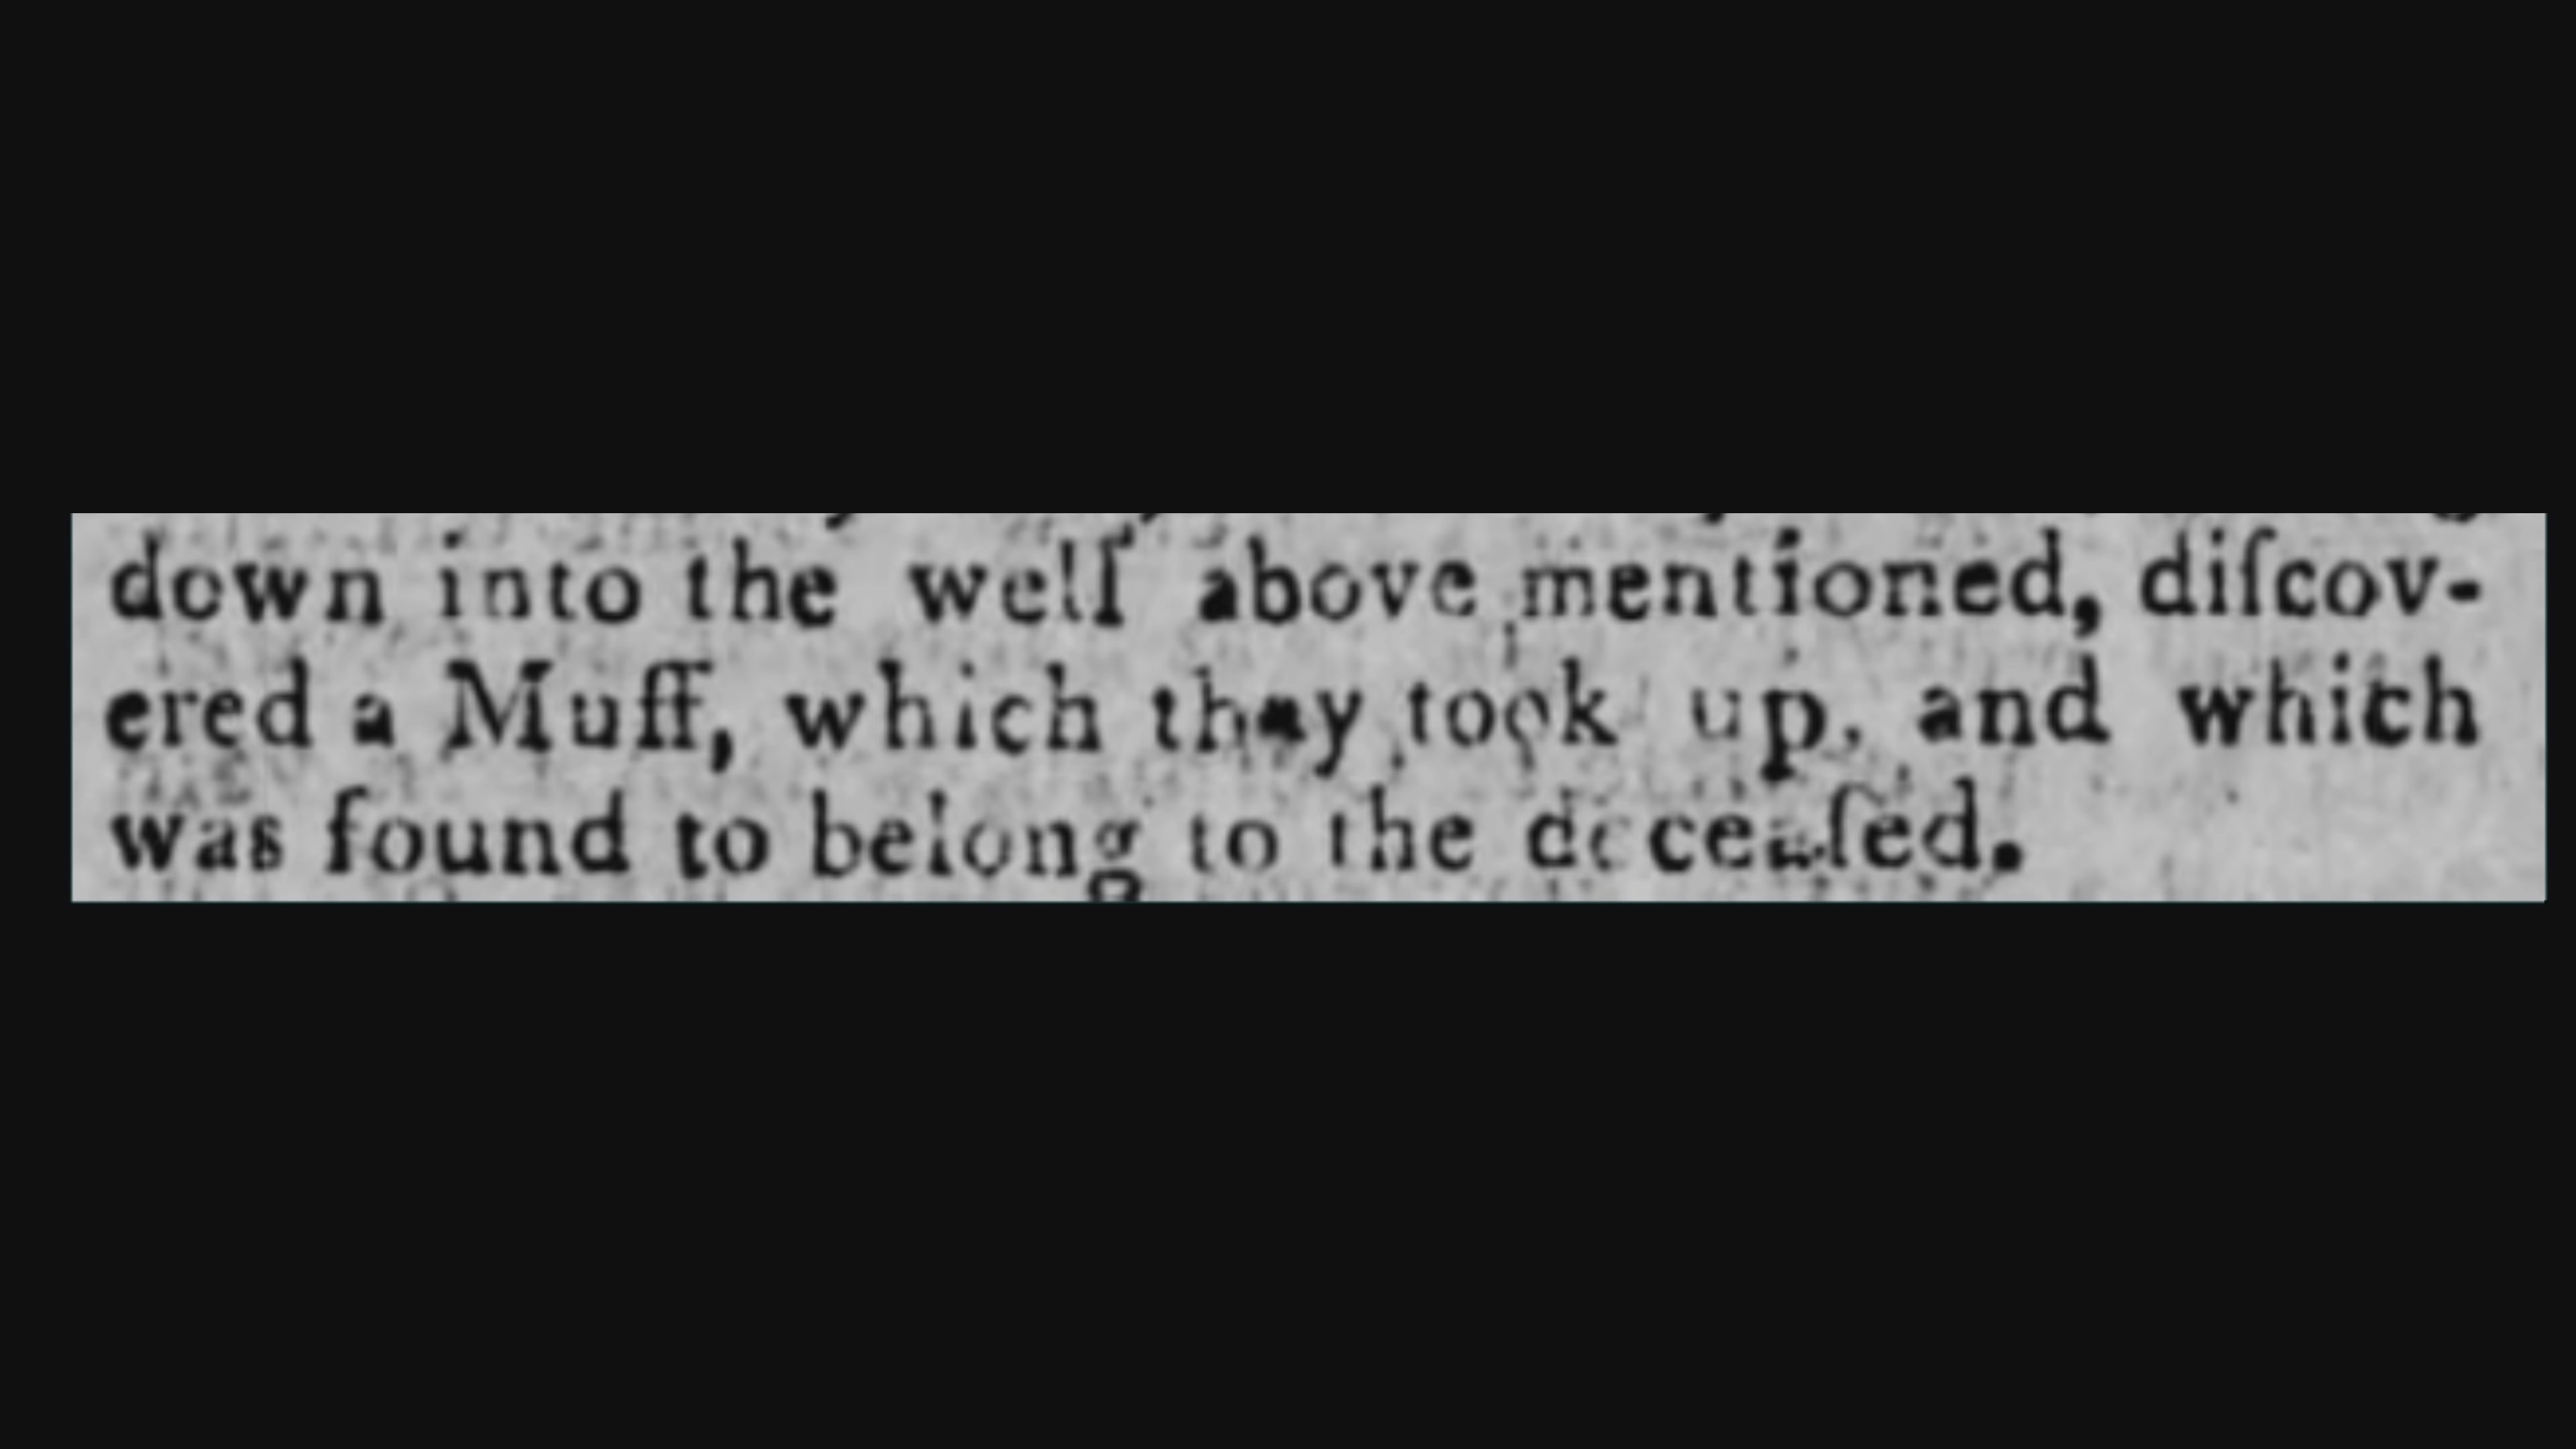 down into the well above mentioned, diſcov-
ered a Muff, which they took up, and which
was found to belong to the deceaſed.